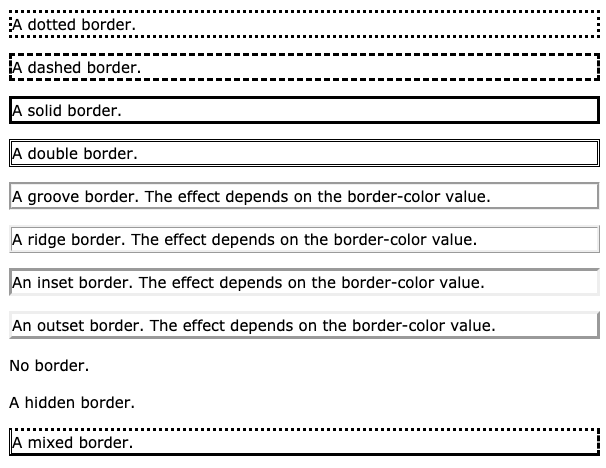 A dotted border.
A dashed border.
A solid border.
A double border.
A groove border. The effect depends on the border-color value.
A ridge border. The effect depends on the border-color value.
An inset border. The effect depends on the border-color value.
An outset border. The effect depends on the border-color value.
No border.
A hidden border.
A mixed border.